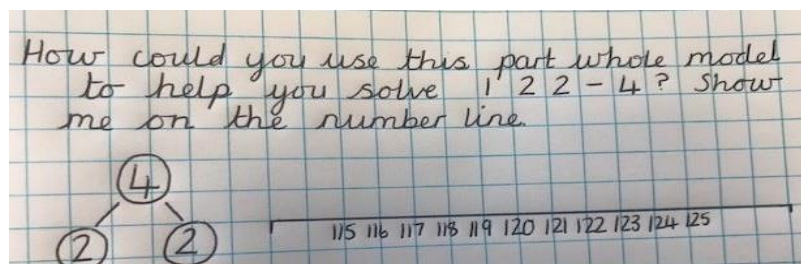 How could you use this part whole model
to help you solve 122-4? Show
me on the number line.
4
2 2
115 116 117 118 119 120 121 122 123 124 125